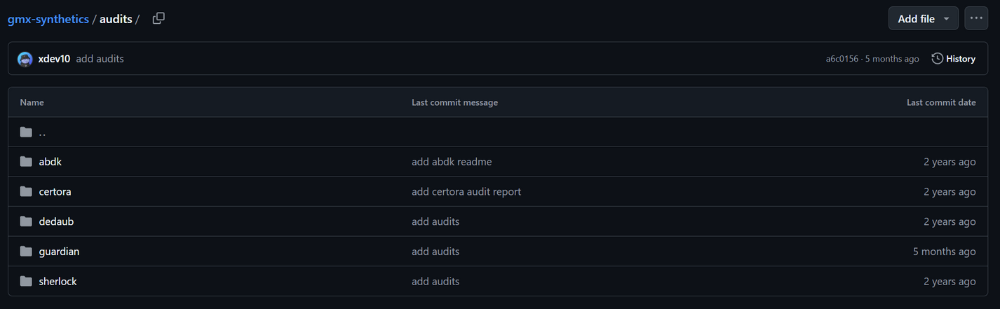 gmx-synthetics / audits /
Add file
xdev10 add audits
a6c0156 · 5 months ago
History
Name Last commit message Last commit date
..
abdk add abdk readme 2 years ago
certora add certora audit report 2 years ago
dedaub add audits 2 years ago
guardian add audits 5 months ago
sherlock add audits 2 years ago